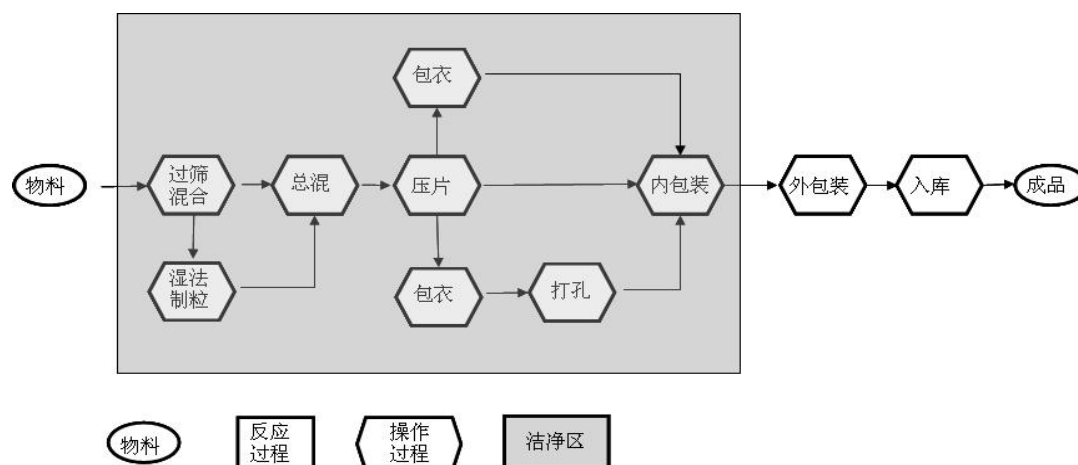 包衣
物料
过筛
混合
总混
压片
内包装
外包装
入库
成品
湿法
制粒
包衣
打孔
物料
反应
过程
操作
过程
洁净区